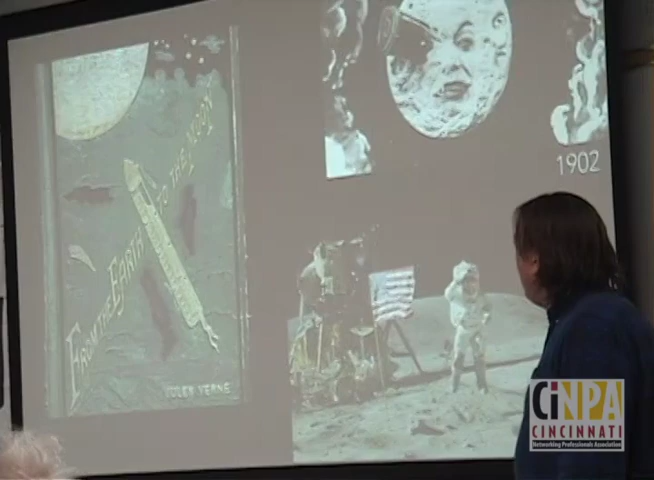 FROM THE EARTH TO THE MOON
JULES VERNE
1902
CiNPA
CINCINNATI
Networking Professionals Association